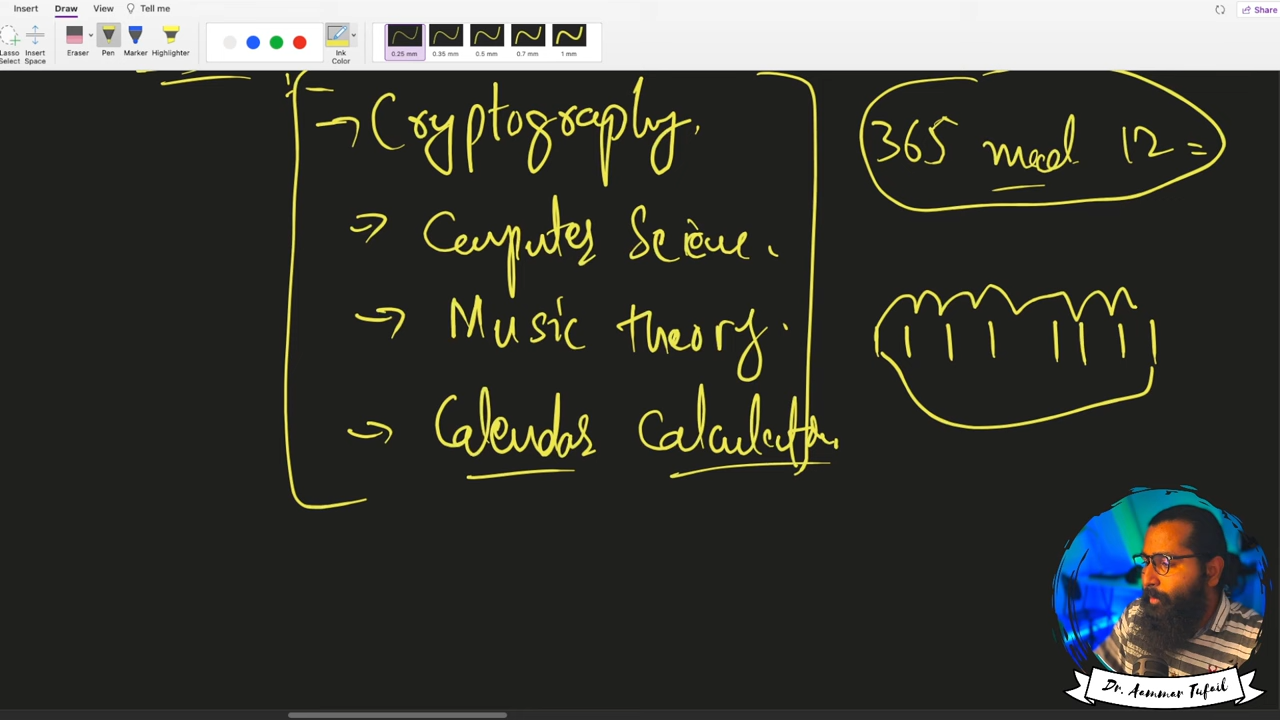 Insert Draw View Tell me
Share
Lasso Select
Insert Space
Eraser
Pen
Marker
Highlighter
Ink Color
0.25 mm
0.35 mm
0.5 mm
0.7 mm
1 mm
→ Cryptography.
→ Computer Science.
→ Music theory.
→ Calendar Calculation.
365 mod 12 =
Dr. Aammar Tufail